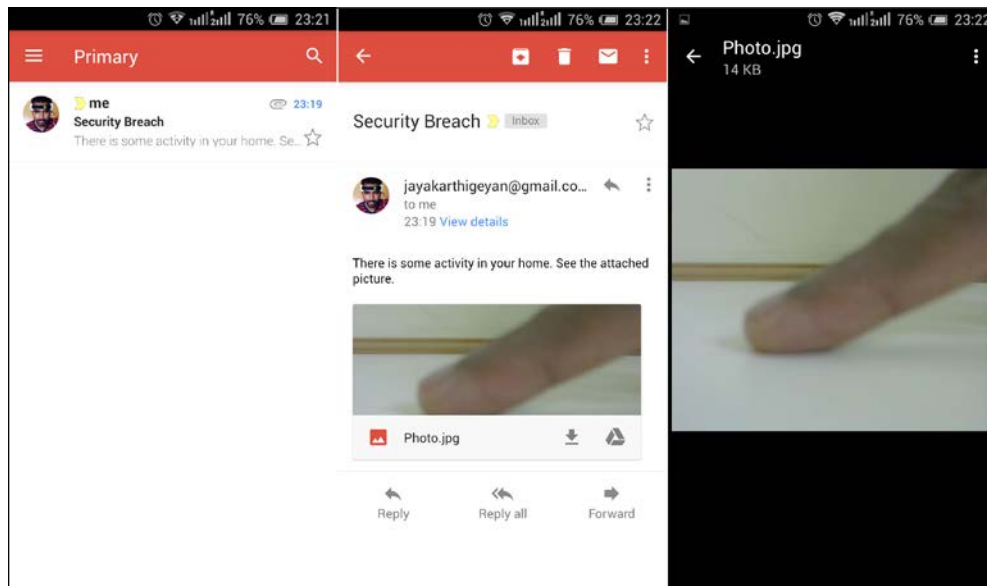 76% 23:21
Primary
me 23:19
Security Breach
There is some activity in your home. Se...
76% 23:22
Security Breach Inbox
jayakarthigeyan@gmail.co...
to me
23:19 View details
There is some activity in your home. See the attached
picture.
Photo.jpg
Reply Reply all Forward
76% 23:22
Photo.jpg
14 KB